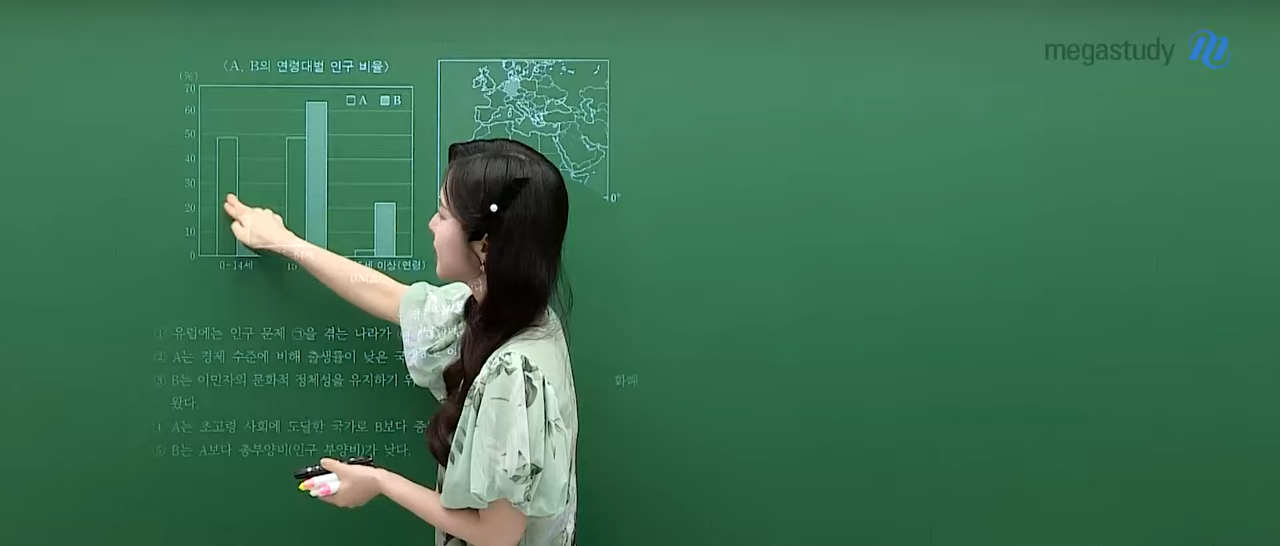 megastudy
〈A, B의 연령대별 인구 비율〉
(%)
70
60
50
40
30
20
10
0
A B
0-14세
이상(연령)
0°
① 유럽에는 인구 문제 ㉠을 겪는 나라가
② A는 경제 수준에 비해 출생률이 낮은
③ B는 이민자의 문화적 정체성을 유지하기
왔다.
④ A는 초고령 사회에 도달한 국가로 B보다
⑤ B는 A보다 총부양비(인구 부양비)가 낮다.